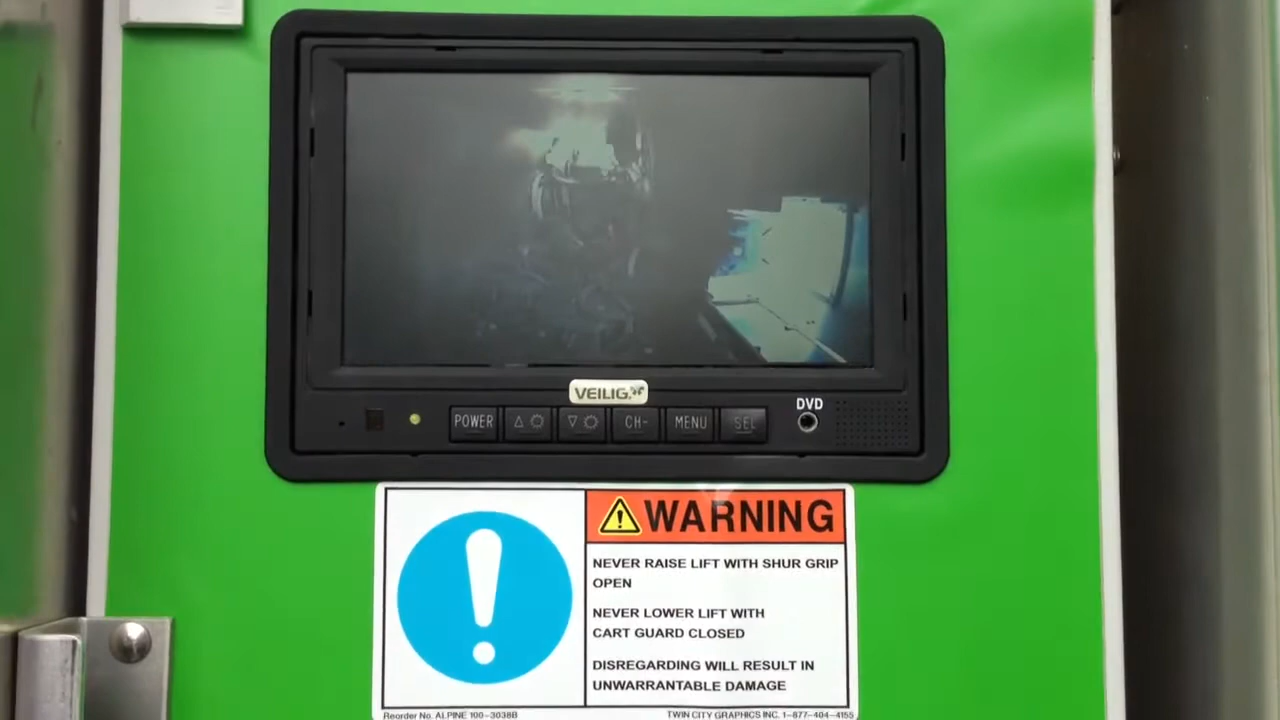 VEILIG
DVD
POWER
CH-
MENU
SEL
WARNING
NEVER RAISE LIFT WITH SHUR GRIP
OPEN
NEVER LOWER LIFT WITH
CART GUARD CLOSED
DISREGARDING WILL RESULT IN
UNWARRANTABLE DAMAGE
Reorder No. ALPINE 100-3038B
TWIN CITY GRAPHICS INC. 1-877-404-4155